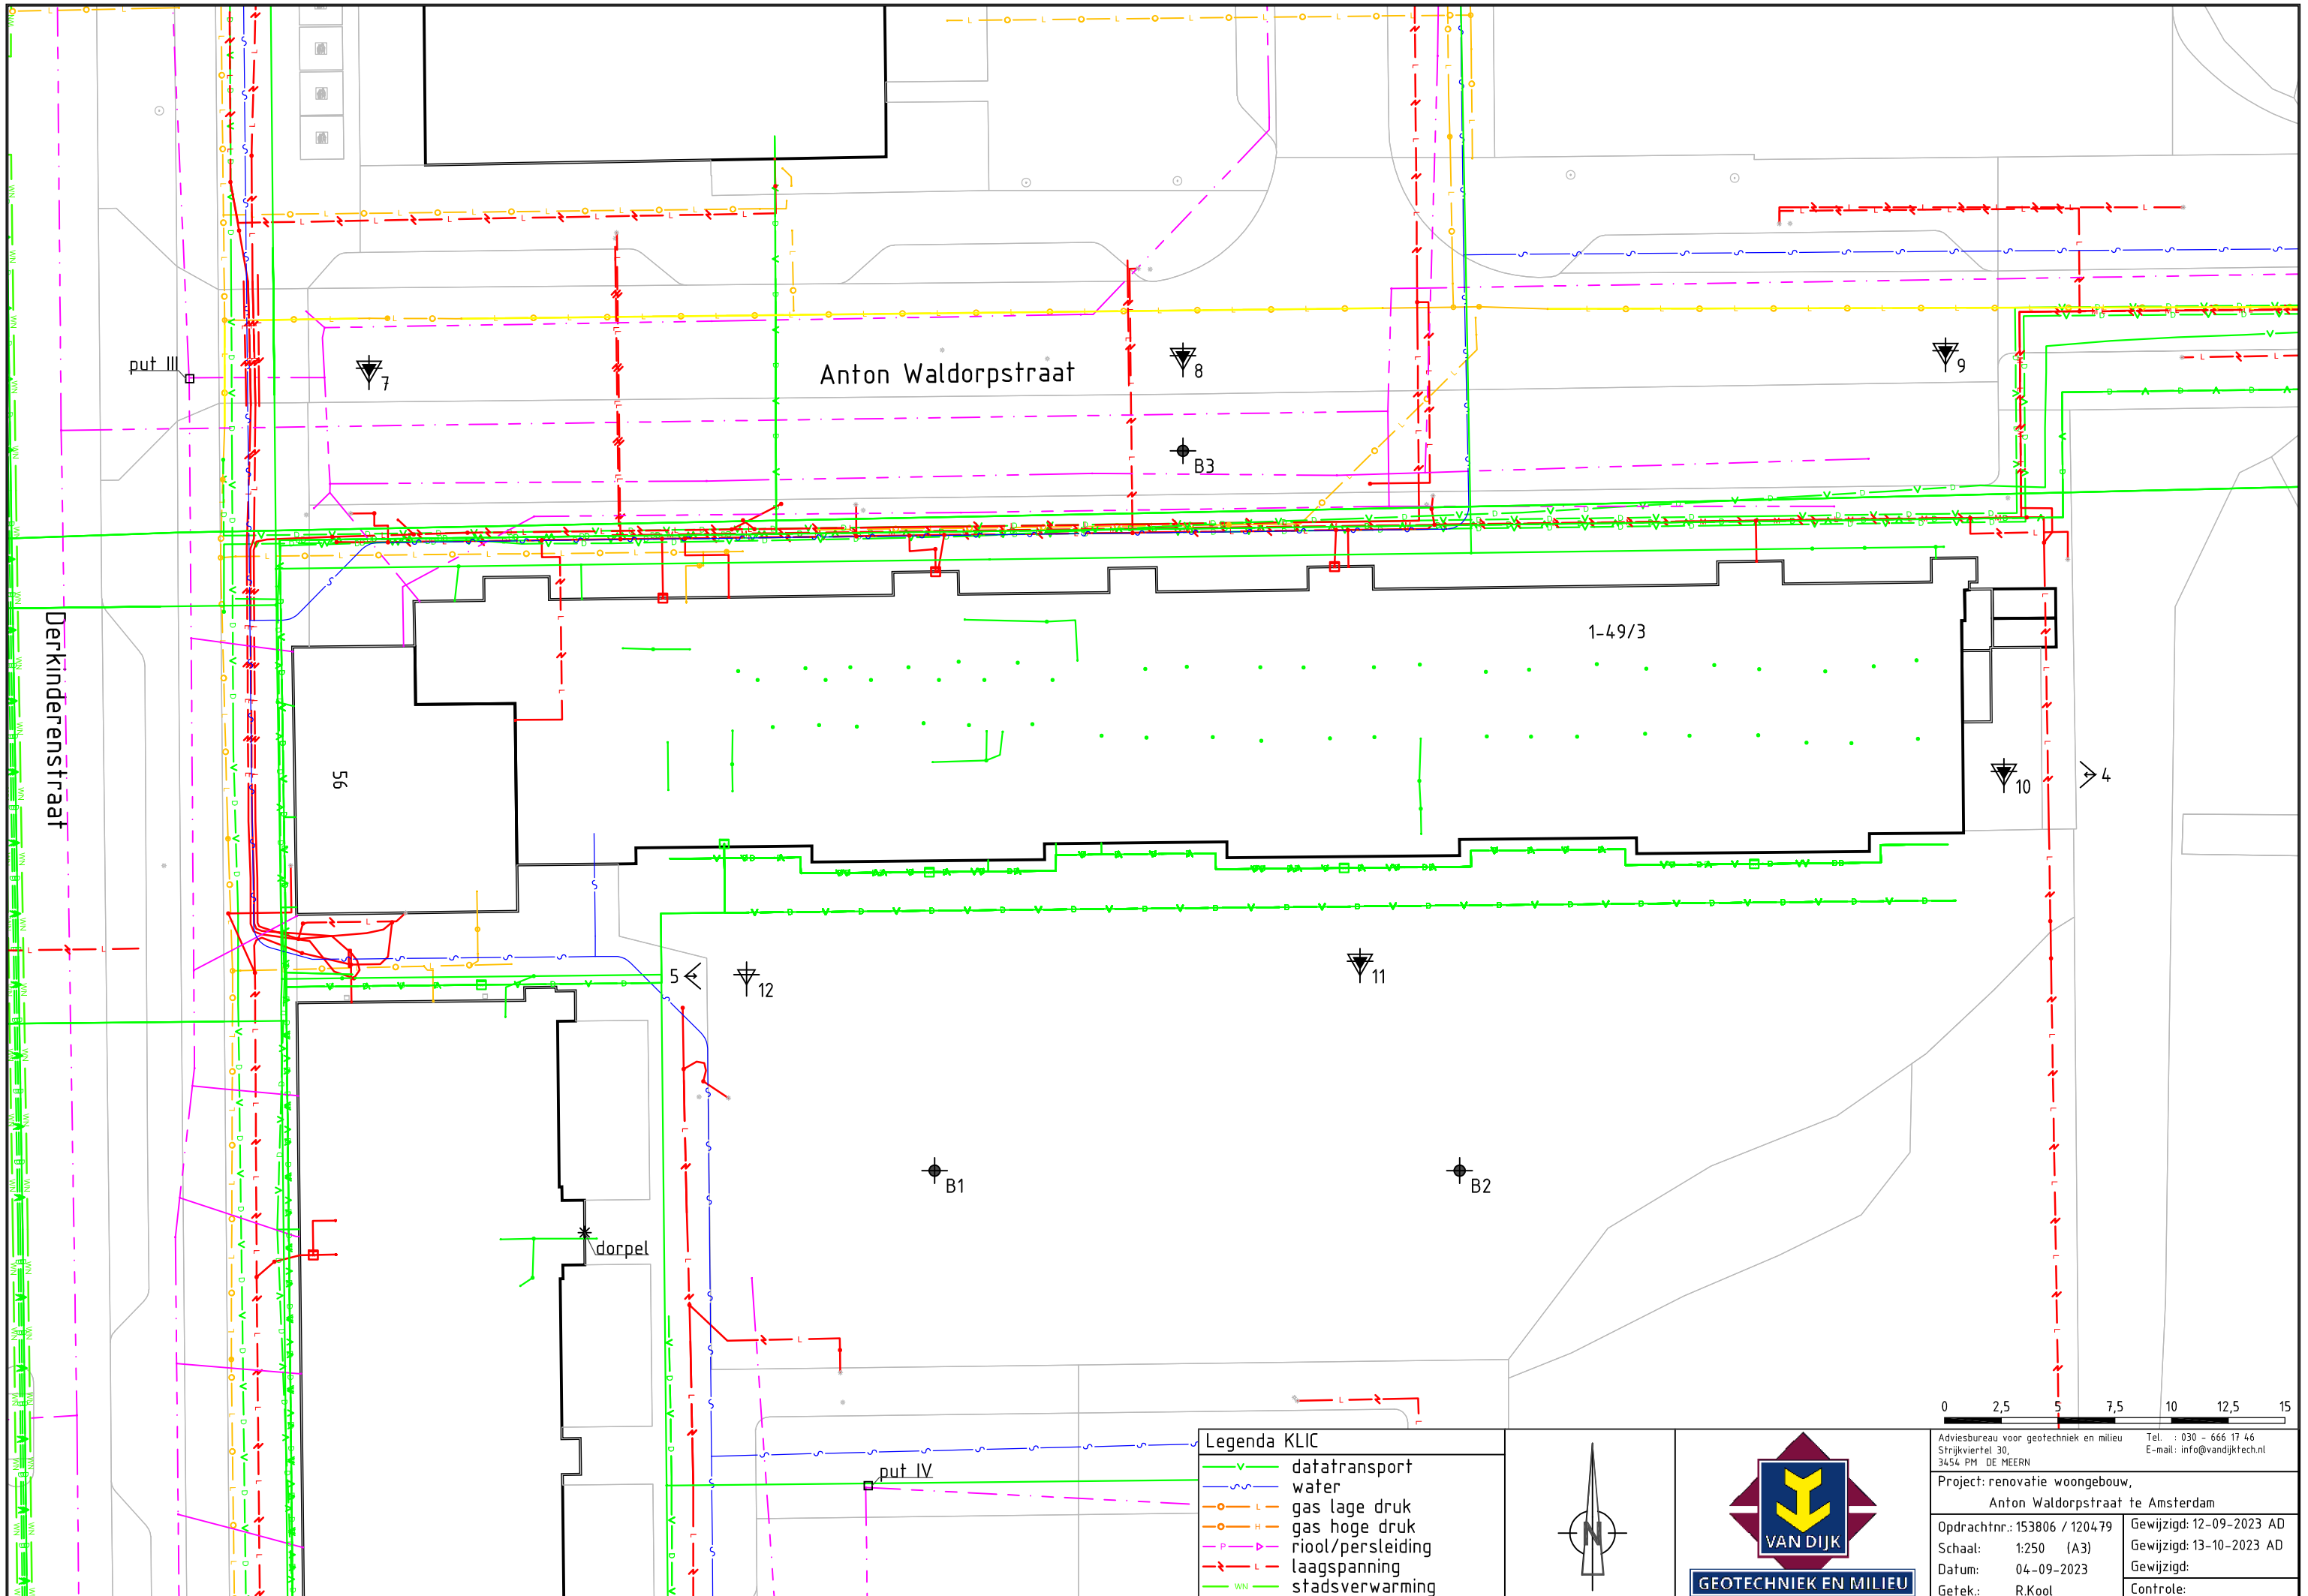 put III
7
Anton Waldorpstraat
8
9
B3
Derkinderenstraat
1-49/3
56
10
4
5
12
11
B1
B2
dorpel
put IV
0 2,5 5 7,5 10 12,5 15
Legenda KLIC
datatransport
water
gas lage druk
gas hoge druk
riool/persleiding
laagspanning
stadsverwarming
N
VAN DIJK
GEOTECHNIEK EN MILIEU
Adviesbureau voor geotechniek en milieu
Strijkviertel 30,
3454 PM DE MEERN
Tel. : 030 - 666 17 46
E-mail: info@vandijktech.nl
Project: renovatie woongebouw,
Anton Waldorpstraat te Amsterdam
Opdrachtnr.: 153806 / 120479
Schaal: 1:250 (A3)
Datum: 04-09-2023
Getek.: R.Kool
Gewijzigd: 12-09-2023 AD
Gewijzigd: 13-10-2023 AD
Gewijzigd:
Controle: